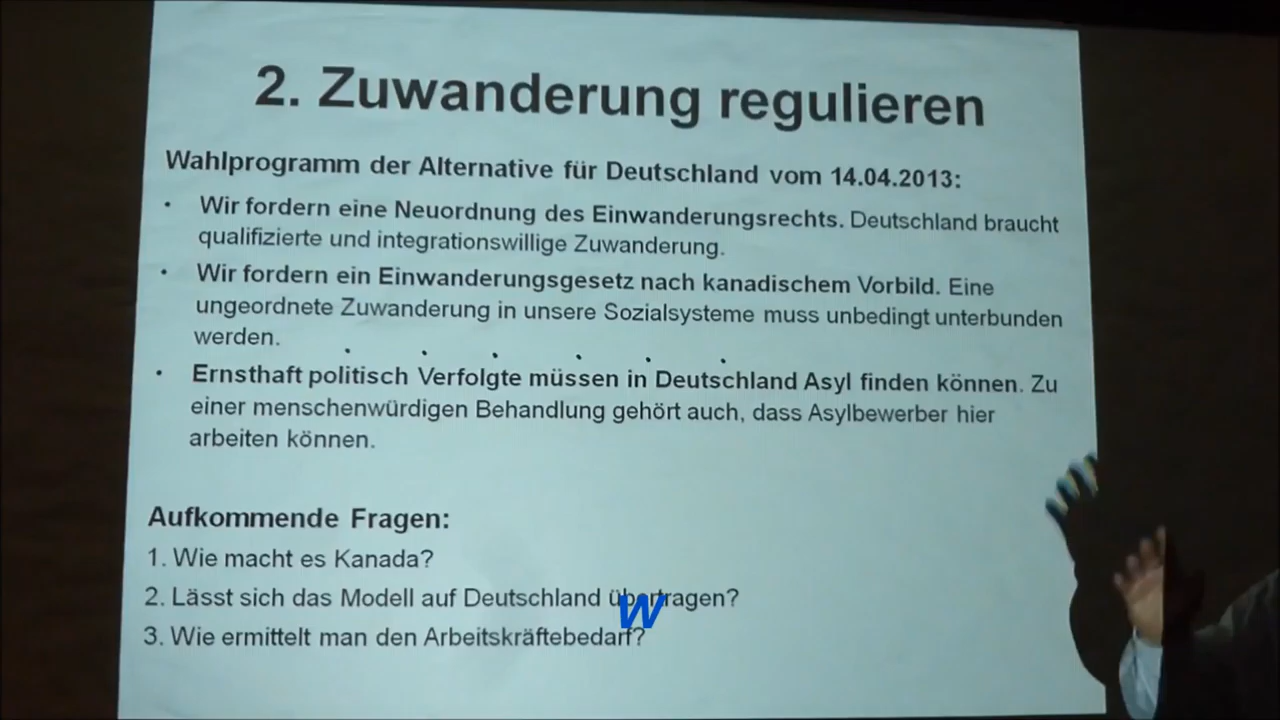 2. Zuwanderung regulieren
Wahlprogramm der Alternative für Deutschland vom 14.04.2013:
• Wir fordern eine Neuordnung des Einwanderungsrechts. Deutschland braucht
qualifizierte und integrationswillige Zuwanderung.
• Wir fordern ein Einwanderungsgesetz nach kanadischem Vorbild. Eine
ungeordnete Zuwanderung in unsere Sozialsysteme muss unbedingt unterbunden
werden.
• Ernsthaft politisch Verfolgte müssen in Deutschland Asyl finden können. Zu
einer menschenwürdigen Behandlung gehört auch, dass Asylbewerber hier
arbeiten können.
Aufkommende Fragen:
1. Wie macht es Kanada?
2. Lässt sich das Modell auf Deutschland übertragen?
W
3. Wie ermittelt man den Arbeitskräftebedarf?